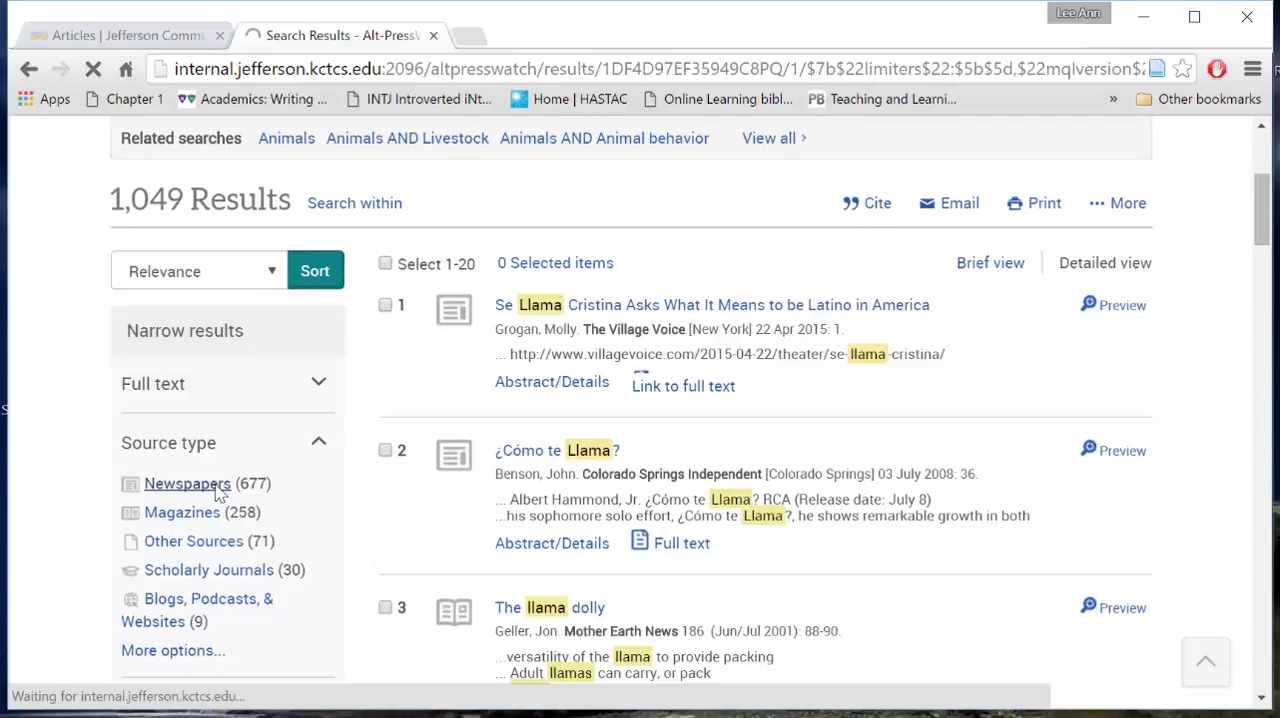 Lee Ann
Articles | Jefferson Commu
Search Results - Alt-PressW
internal.jefferson.kctcs.edu:2096/altpresswatch/results/1DF4D97EF35949C8PQ/1/$7b$22limiters$22:$5b$5d,$22mqlversion$2
Apps Chapter 1 Academics: Writing ... INTJ Introverted iNt... Home | HASTAC Online Learning bibl... PB Teaching and Learni... » Other bookmarks
Related searches Animals Animals AND Livestock Animals AND Animal behavior View all >
1,049 Results Search within Cite Email Print ••• More
Relevance Sort
Select 1-20 0 Selected items Brief view Detailed view
Narrow results
Full text
Source type
Newspapers (677)
Magazines (258)
Other Sources (71)
Scholarly Journals (30)
Blogs, Podcasts, &
Websites (9)
More options...
1 Se Llama Cristina Asks What It Means to be Latino in America Preview
Grogan, Molly. The Village Voice [New York] 22 Apr 2015: 1.
... http://www.villagevoice.com/2015-04-22/theater/se-llama-cristina/
Abstract/Details Link to full text
2 ¿Cómo te Llama? Preview
Benson, John. Colorado Springs Independent [Colorado Springs] 03 July 2008: 36.
... Albert Hammond, Jr. ¿Cómo te Llama? RCA (Release date: July 8)
...his sophomore solo effort, ¿Cómo te Llama?, he shows remarkable growth in both
Abstract/Details Full text
3 The llama dolly Preview
Geller, Jon. Mother Earth News 186 (Jun/Jul 2001): 88-90.
...versatility of the llama to provide packing
... Adult llamas can carry, or pack
Waiting for internal.jefferson.kctcs.edu...